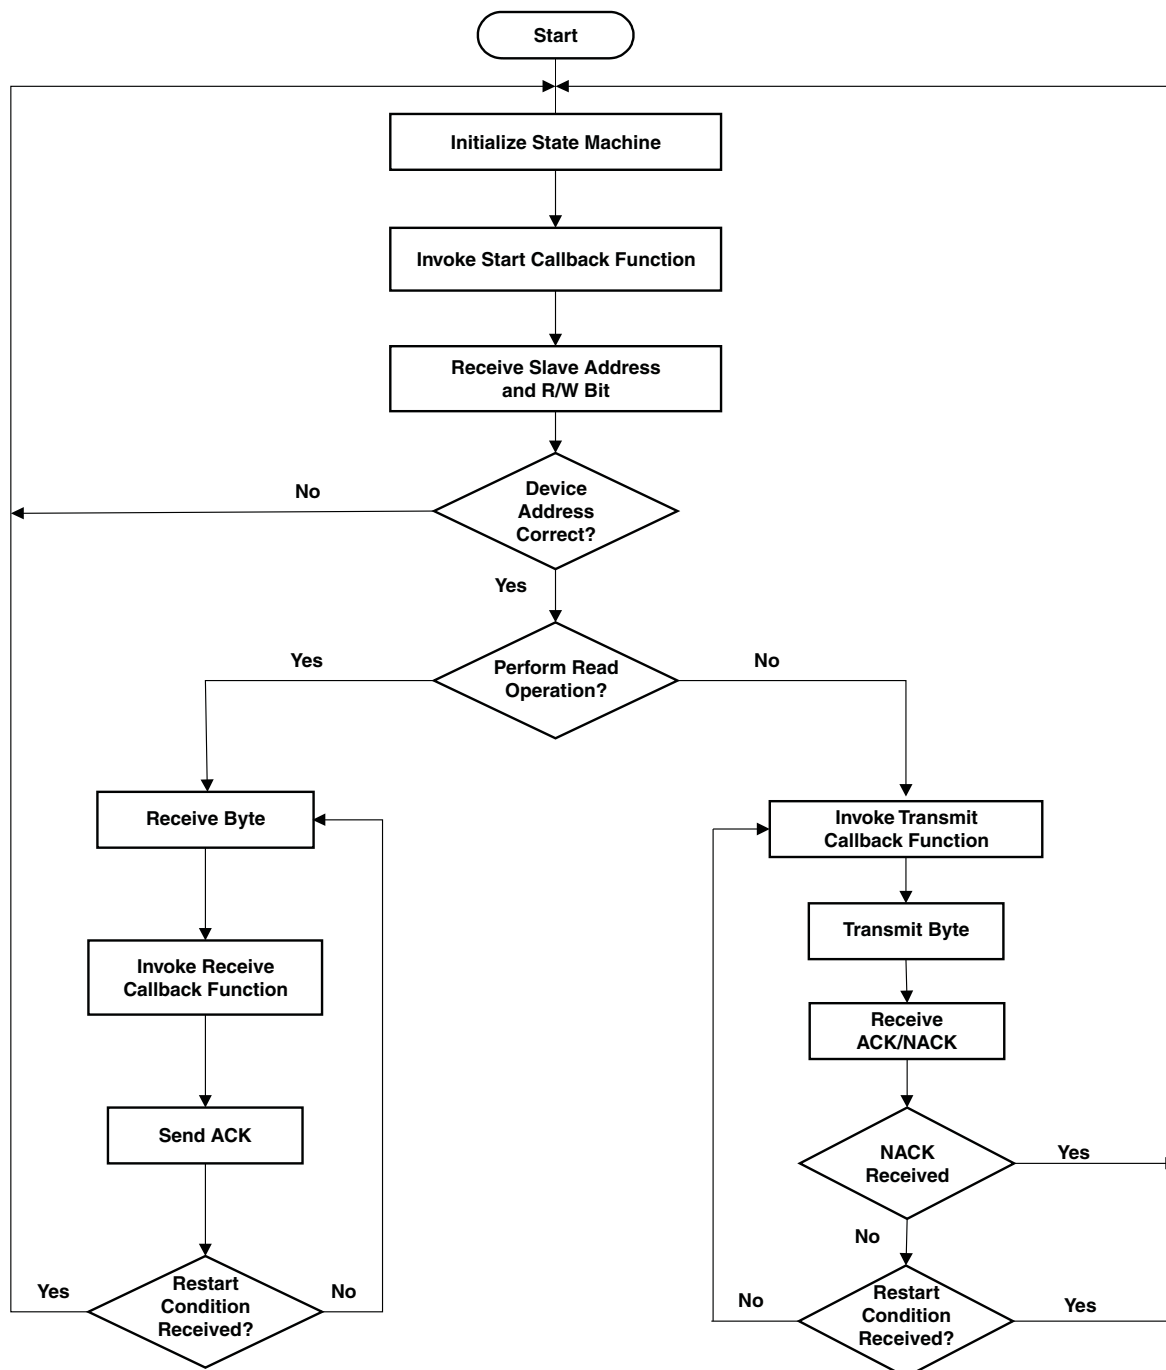 Start
Initialize State Machine
Invoke Start Callback Function
Receive Slave Address
and R/W Bit
No
Device
Address
Correct?
Yes
Yes
Perform Read
Operation?
No
Receive Byte
Invoke Receive
Callback Function
Send ACK
Yes
Restart
Condition
Received?
No
Invoke Transmit
Callback Function
Transmit Byte
Receive
ACK/NACK
NACK
Received
Yes
No
No
Restart
Condition
Received?
Yes